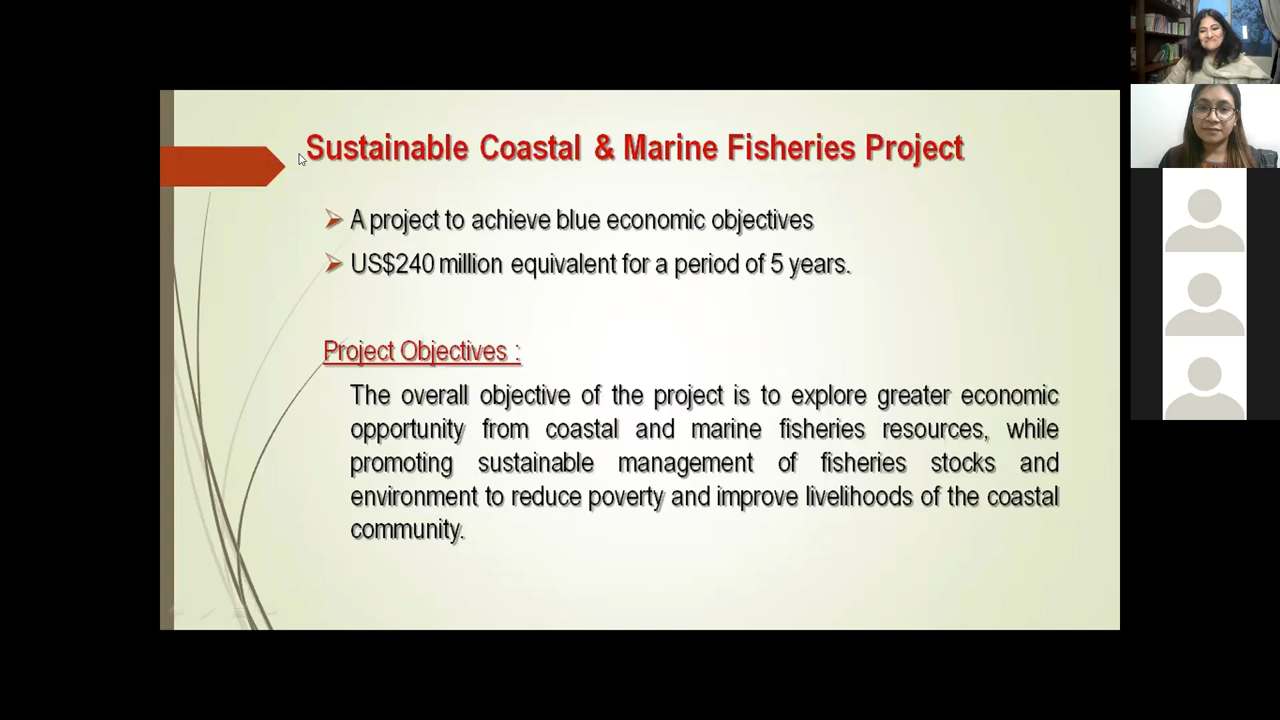 Sustainable Coastal & Marine Fisheries Project
A project to achieve blue economic objectives
US$240 million equivalent for a period of 5 years.
Project Objectives :
The overall objective of the project is to explore greater economic
opportunity from coastal and marine fisheries resources, while
promoting sustainable management of fisheries stocks and
environment to reduce poverty and improve livelihoods of the coastal
community.